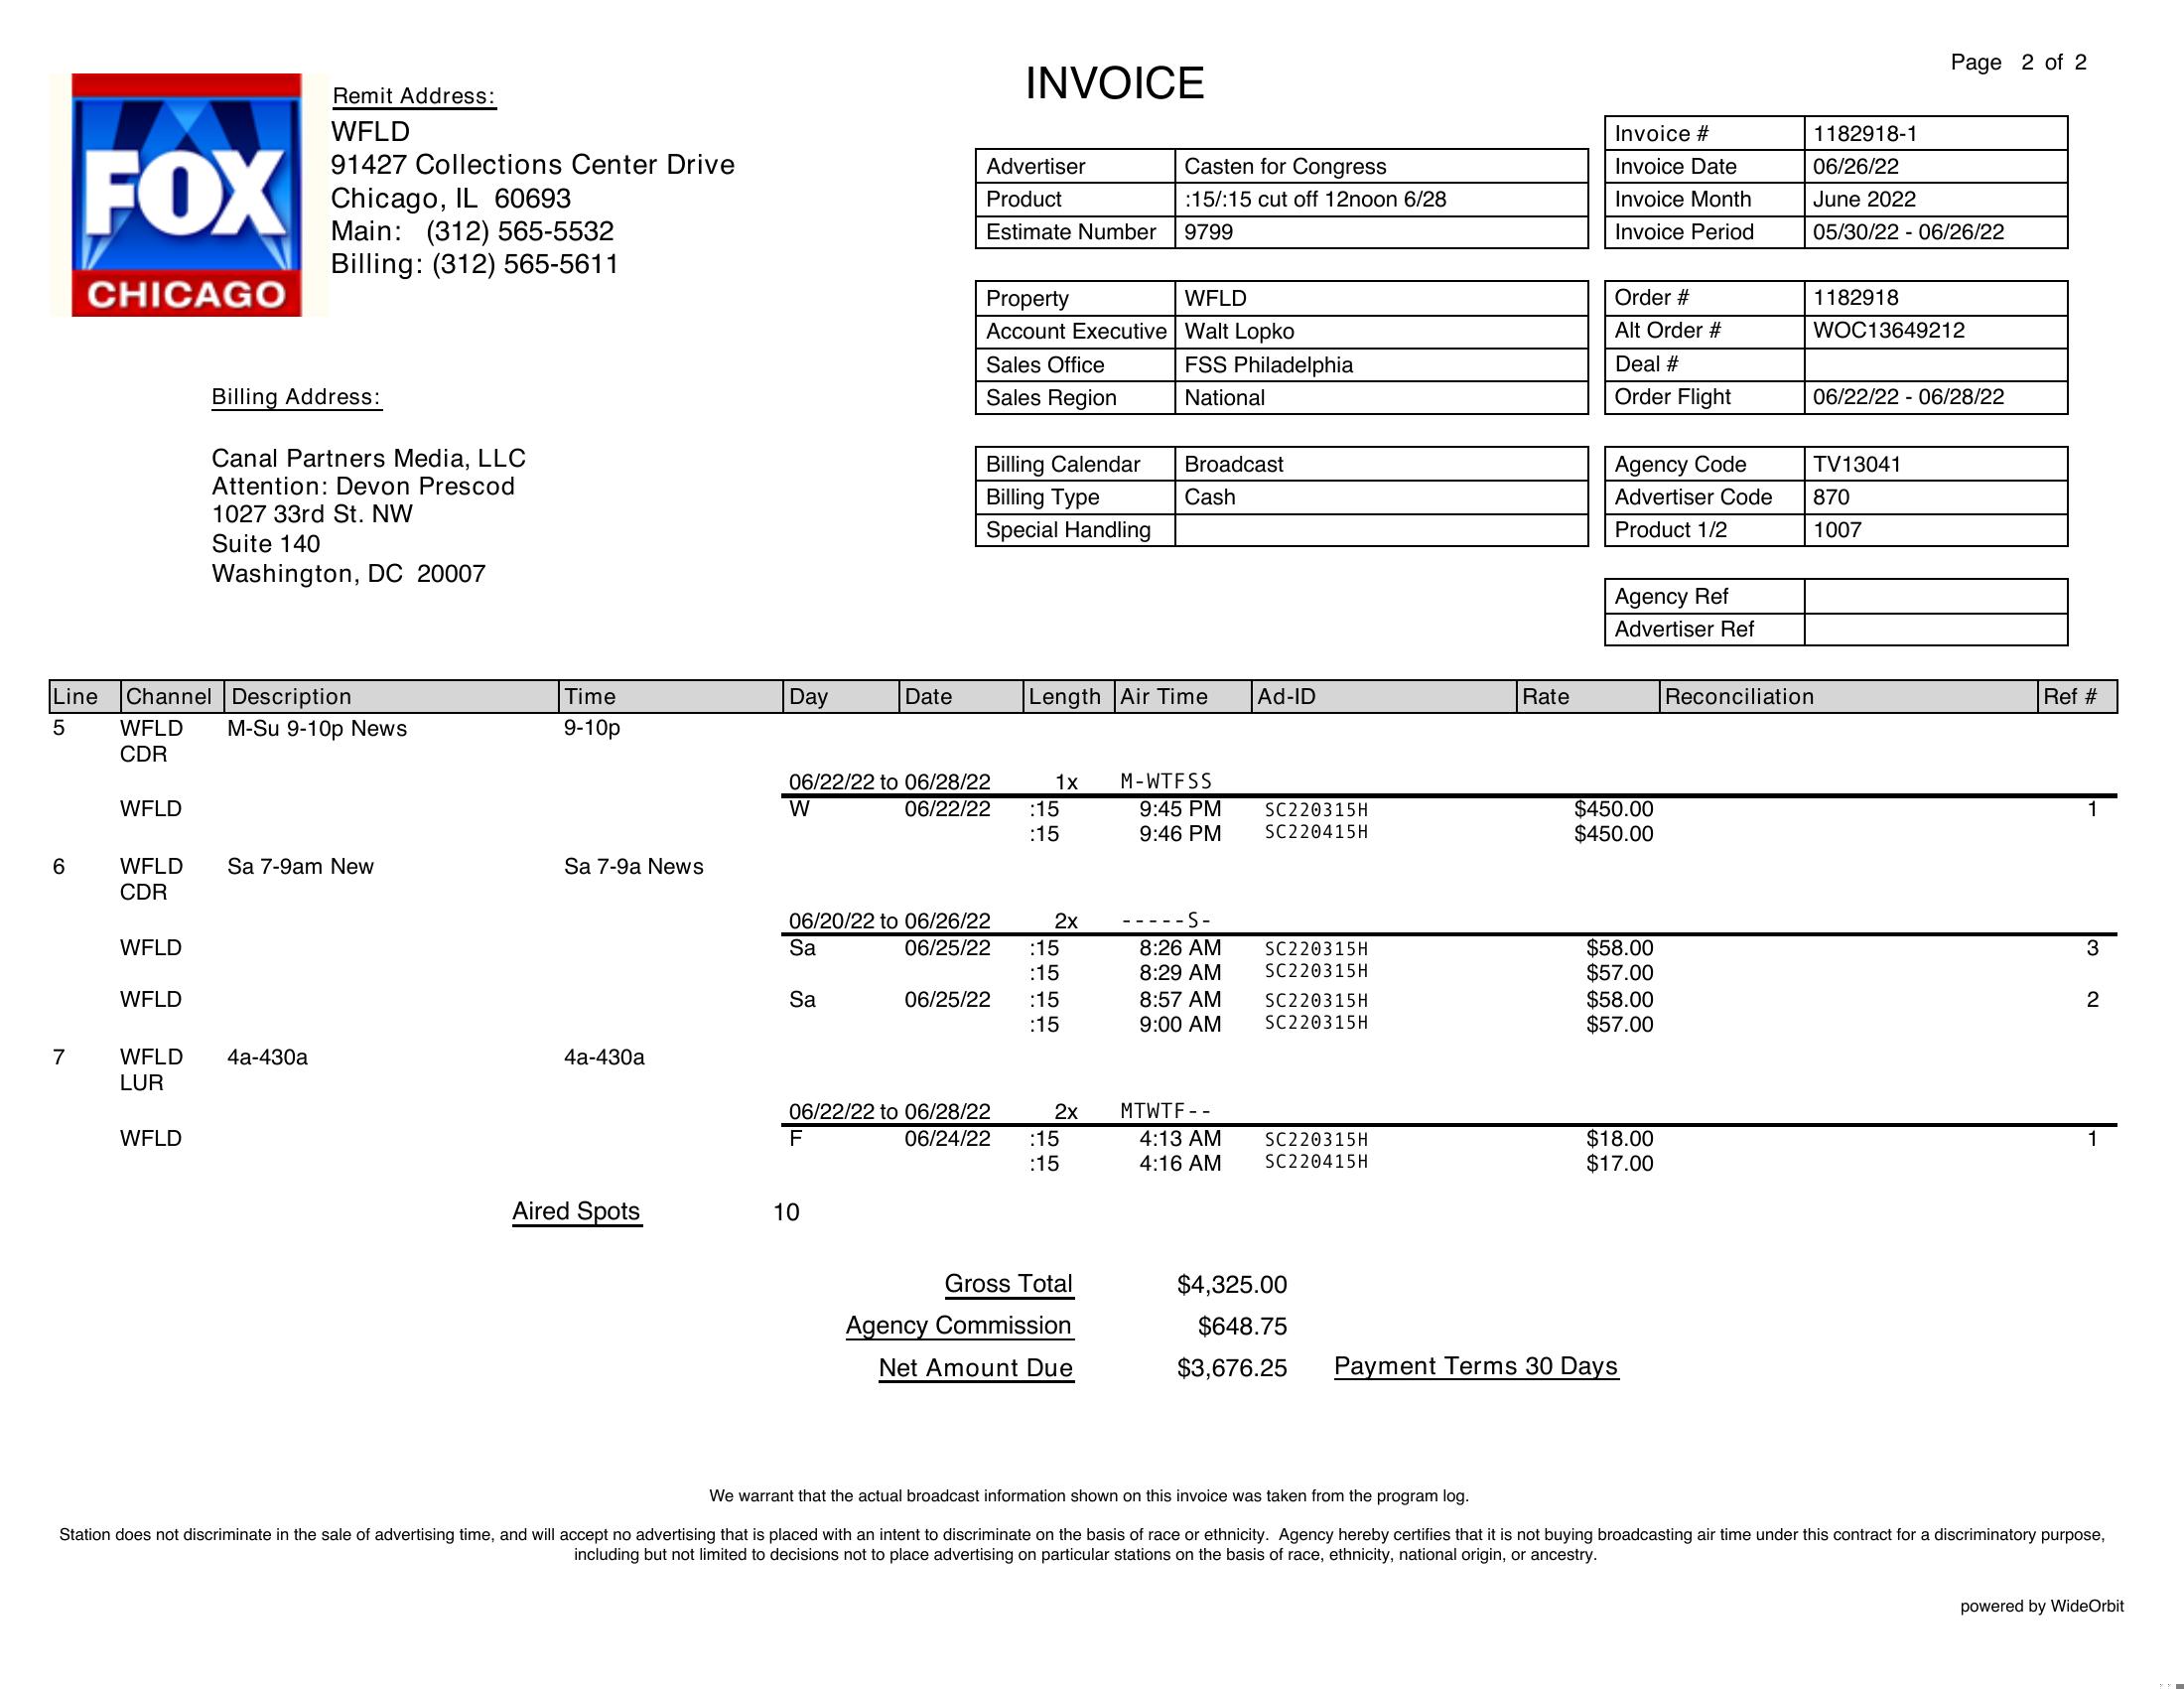 Page 2 of 2
INVOICE
FOX
CHICAGO
Remit Address:
WFLD
91427 Collections Center Drive
Chicago, IL 60693
Main: (312) 565-5532
Billing: (312) 565-5611
Billing Address:
Canal Partners Media, LLC
Attention: Devon Prescod
1027 33rd St. NW
Suite 140
Washington, DC 20007
Advertiser Casten for Congress
Product :15/:15 cut off 12noon 6/28
Estimate Number 9799
Property WFLD
Account Executive Walt Lopko
Sales Office FSS Philadelphia
Sales Region National
Billing Calendar Broadcast
Billing Type Cash
Special Handling
Invoice # 1182918-1
Invoice Date 06/26/22
Invoice Month June 2022
Invoice Period 05/30/22 - 06/26/22
Order # 1182918
Alt Order # WOC13649212
Deal #
Order Flight 06/22/22 - 06/28/22
Agency Code TV13041
Advertiser Code 870
Product 1/2 1007
Agency Ref
Advertiser Ref
Line Channel Description Time Day Date Length Air Time Ad-ID Rate Reconciliation Ref #
5 WFLD M-Su 9-10p News 9-10p
CDR
06/22/22 to 06/28/22 1x M-WTFSS
WFLD W 06/22/22 :15 9:45 PM SC220315H $450.00 1
:15 9:46 PM SC220415H $450.00
6 WFLD Sa 7-9am New Sa 7-9a News
CDR
06/20/22 to 06/26/22 2x -----S-
WFLD Sa 06/25/22 :15 8:26 AM SC220315H $58.00 3
:15 8:29 AM SC220315H $57.00
WFLD Sa 06/25/22 :15 8:57 AM SC220315H $58.00 2
:15 9:00 AM SC220315H $57.00
7 WFLD 4a-430a 4a-430a
LUR
06/22/22 to 06/28/22 2x MTWTF--
WFLD F 06/24/22 :15 4:13 AM SC220315H $18.00 1
:15 4:16 AM SC220415H $17.00
Aired Spots 10
Gross Total $4,325.00
Agency Commission $648.75
Net Amount Due $3,676.25 Payment Terms 30 Days
We warrant that the actual broadcast information shown on this invoice was taken from the program log.
Station does not discriminate in the sale of advertising time, and will accept no advertising that is placed with an intent to discriminate on the basis of race or ethnicity. Agency hereby certifies that it is not buying broadcasting air time under this contract for a discriminatory purpose,
including but not limited to decisions not to place advertising on particular stations on the basis of race, ethnicity, national origin, or ancestry.
powered by WideOrbit